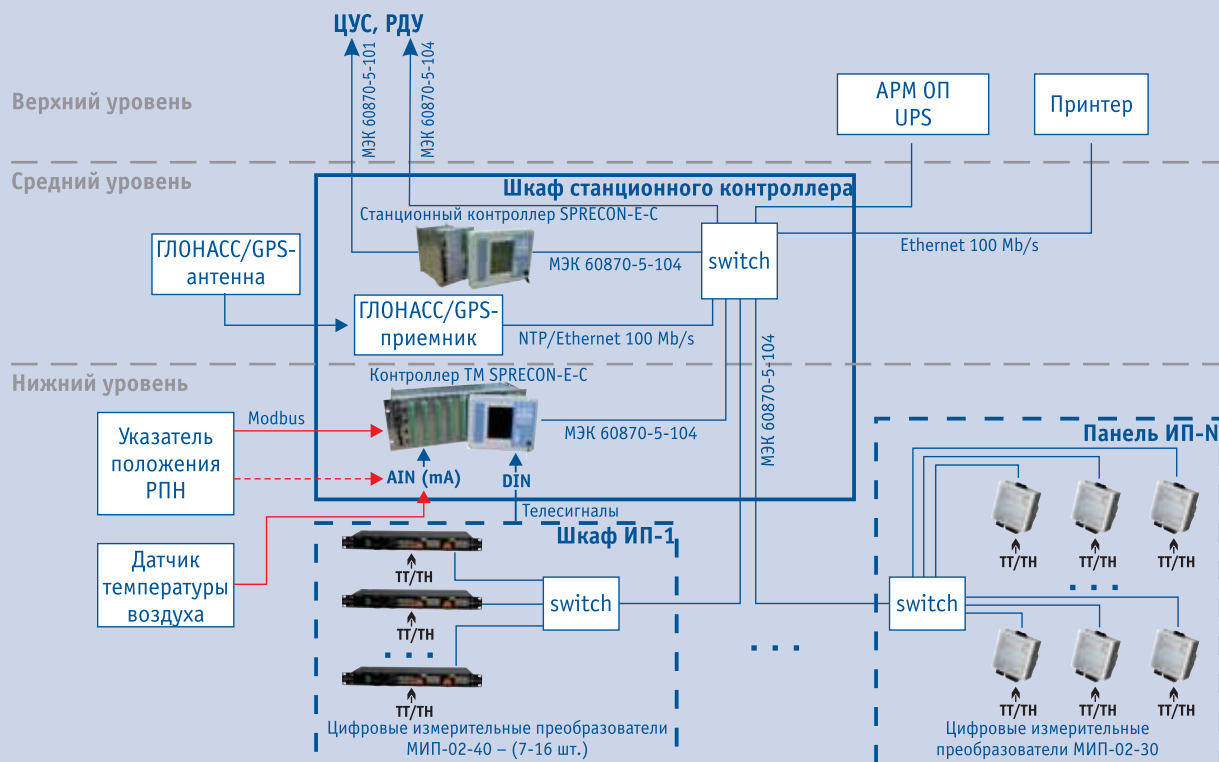 ЦУС, РДУ
МЭК 60870-5-101
МЭК 60870-5-104
Верхний уровень
АРМ ОП
UPS
Принтер
Средний уровень
Шкаф станционного контроллера
Станционный контроллер SPRECON-E-C
ГЛОНАСС/GPS-
антенна
switch
МЭК 60870-5-104
Ethernet 100 Mb/s
ГЛОНАСС/GPS-
приемник
NTP/Ethernet 100 Mb/s
МЭК 60870-5-104
Нижний уровень
Контроллер ТМ SPRECON-E-C
Modbus
Указатель
положения
РПН
МЭК 60870-5-104
AIN (mA)
DIN
Телесигналы
Панель ИП-N
Датчик
температуры
воздуха
Шкаф ИП-1
ТТ/ТН
ТТ/ТН
ТТ/ТН
switch
. . .
Цифровые измерительные преобразователи
МИП-02-40 – (7-16 шт.)
. . .
ТТ/ТН
ТТ/ТН
ТТ/ТН
. . .
switch
ТТ/ТН
ТТ/ТН
ТТ/ТН
Цифровые измерительные
преобразователи МИП-02-30